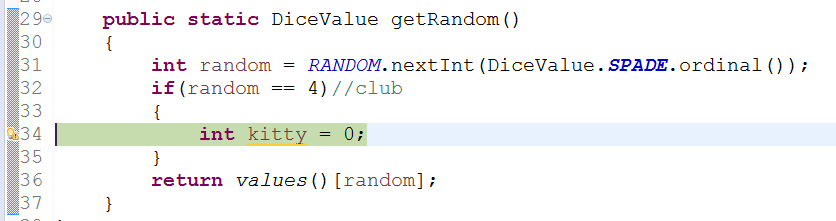 29 public static DiceValue getRandom()
30 {
31 int random = RANDOM.nextInt(DiceValue.SPADE.ordinal());
32 if(random == 4)//club
33 {
34 int kitty = 0;
35 }
36 return values()[random];
37 }